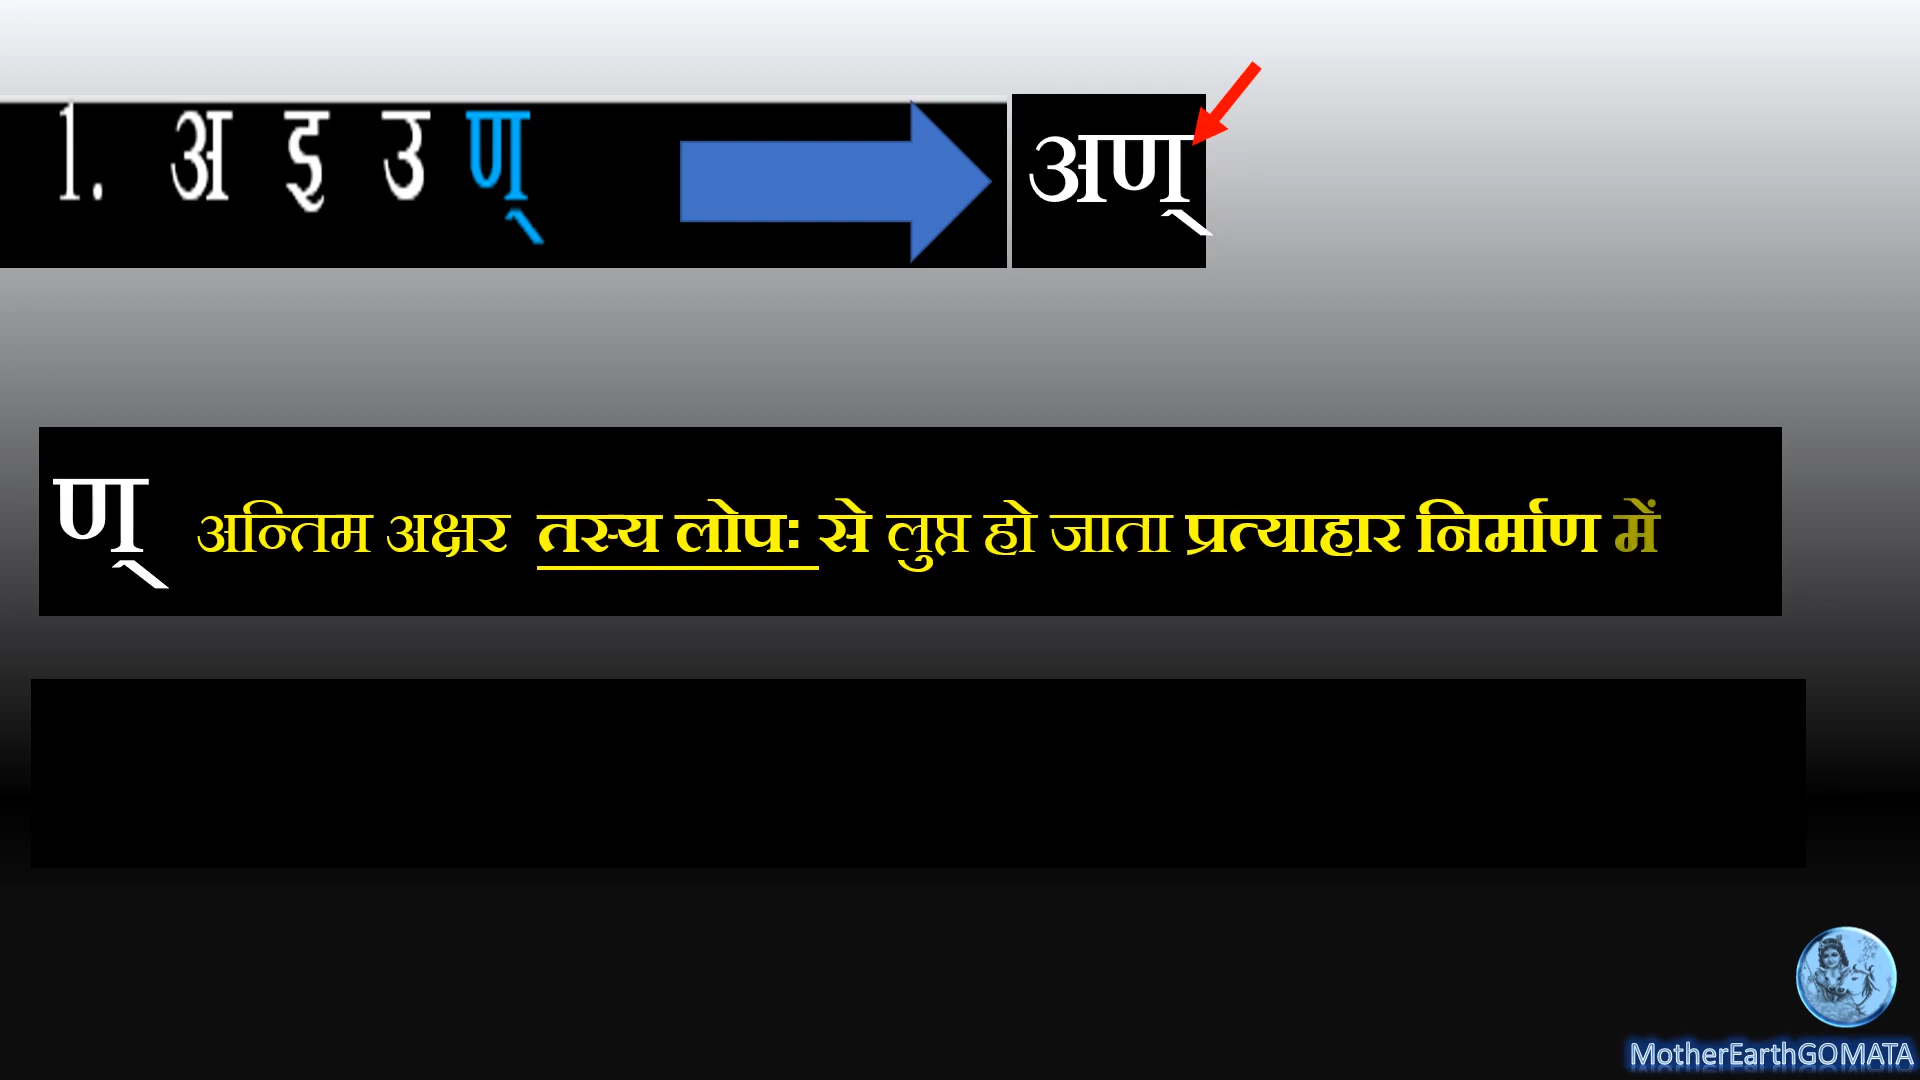 1. अ इ उ ण्
अण्
ण् अन्तिम अक्षर तस्य लोपः से लुप्त हो जाता प्रत्याहार निर्माण में
MotherEarthGOMATA